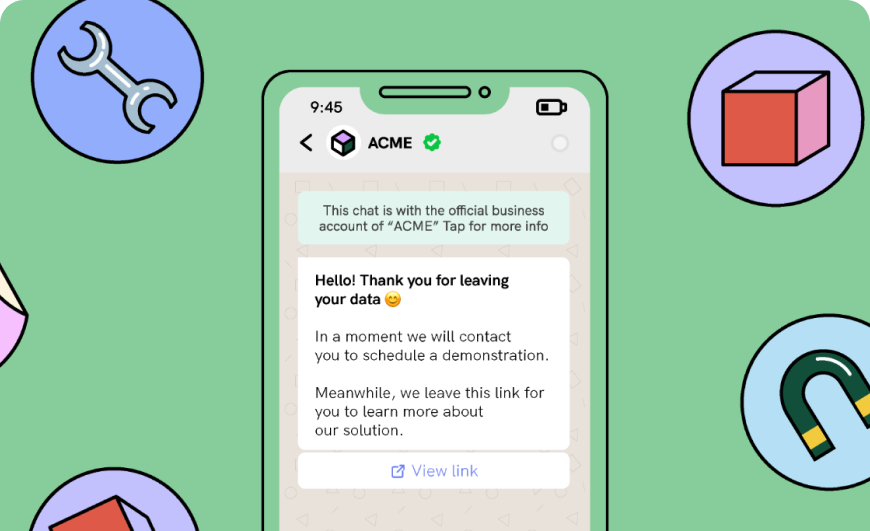 9:45
ACME
This chat is with the official business
account of “ACME” Tap for more info
Hello! Thank you for leaving
your data 😊
In a moment we will contact
you to schedule a demonstration.
Meanwhile, we leave this link for
you to learn more about
our solution.
View link